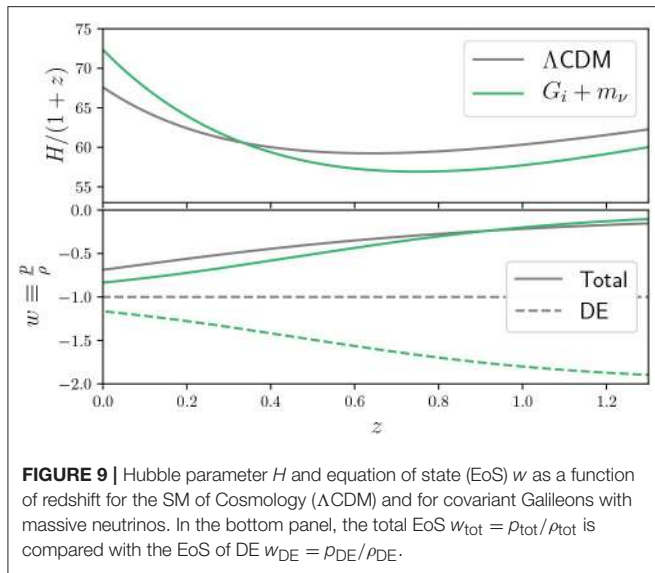 75
70
65
60
55
H/(1 + z)
ΛCDM
G_i + m_ν
0.0
−0.5
−1.0
−1.5
−2.0
w ≡ p/ρ
Total
DE
0.0 0.2 0.4 0.6 0.8 1.0 1.2
z
FIGURE 9 | Hubble parameter H and equation of state (EoS) w as a function
of redshift for the SM of Cosmology (ΛCDM) and for covariant Galileons with
massive neutrinos. In the bottom panel, the total EoS w_tot = p_tot/ρ_tot is
compared with the EoS of DE w_DE = p_DE/ρ_DE.